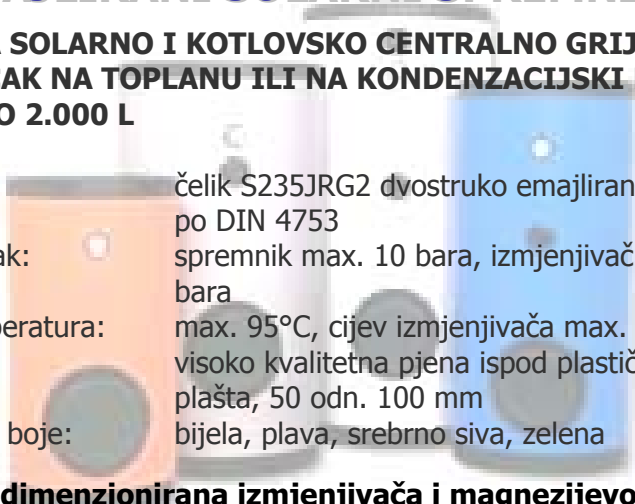 SOLARNO I KOTLOVSKO CENTRALNO GRIJ
AK NA TOPLANU ILI NA KONDENZACIJSKI
O 2.000 L
čelik S235JRG2 dvostruko emajliran
po DIN 4753
ak: spremnik max. 10 bara, izmjenjivač
bara
peratura: max. 95°C, cijev izmjenjivača max.
visoko kvalitetna pjena ispod plastič
plašta, 50 odn. 100 mm
boje: bijela, plava, srebrno siva, zelena
dimenzionirana izmjenjivača i magnezijevo